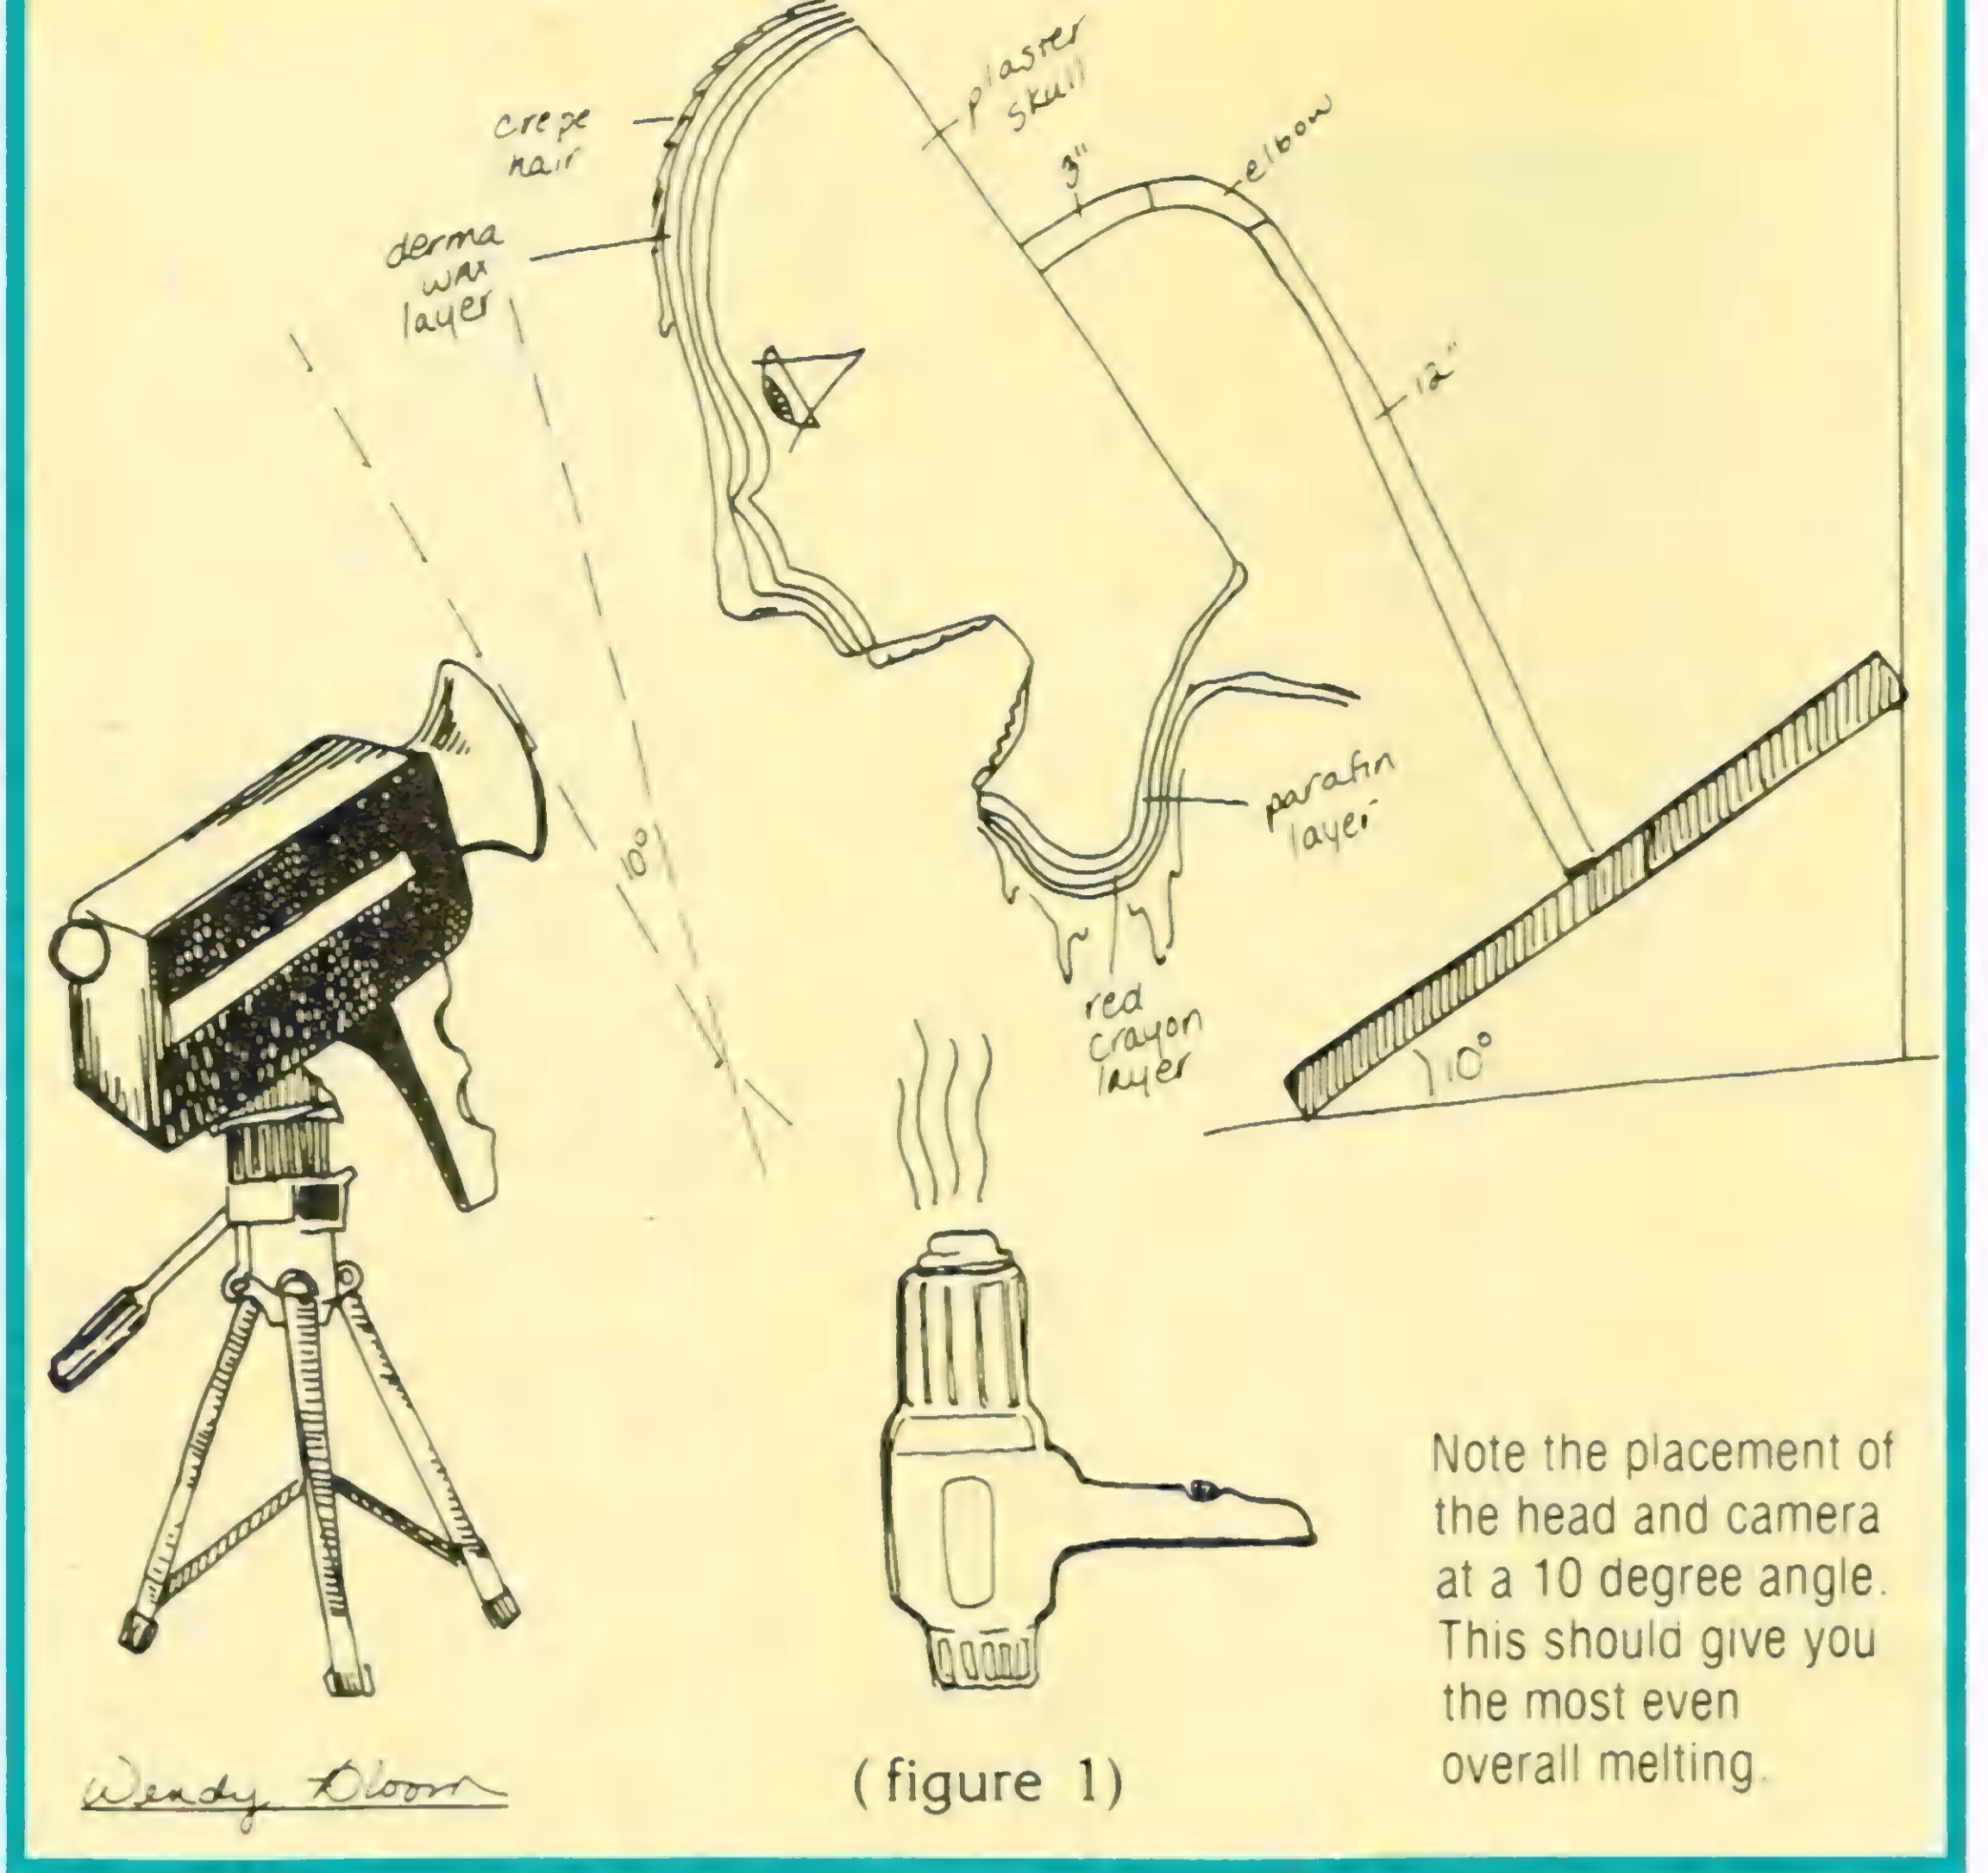 plaster
skull
crepe
hair
3"
elbow
derma
wax
layer
12"
10°
parafin
layer
red
crayon
layer
10°
Note the placement of
the head and camera
at a 10 degree angle.
This should give you
the most even
overall melting.
Wendy Bloom
(figure 1)